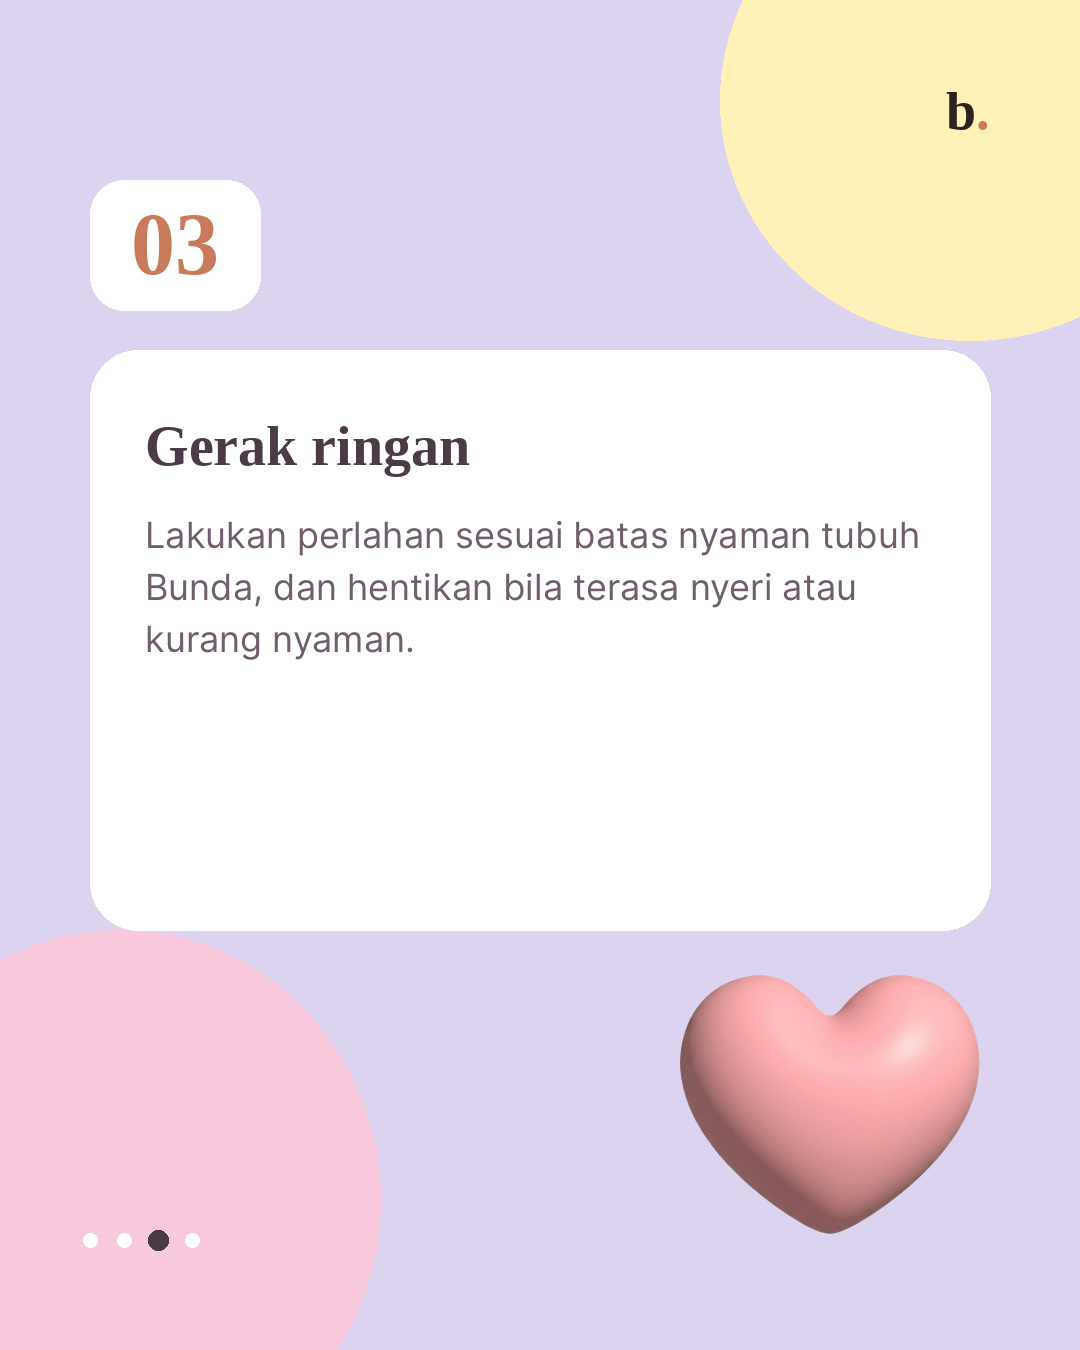 b.
03
Gerak ringan
Lakukan perlahan sesuai batas nyaman tubuh
Bunda, dan hentikan bila terasa nyeri atau
kurang nyaman.